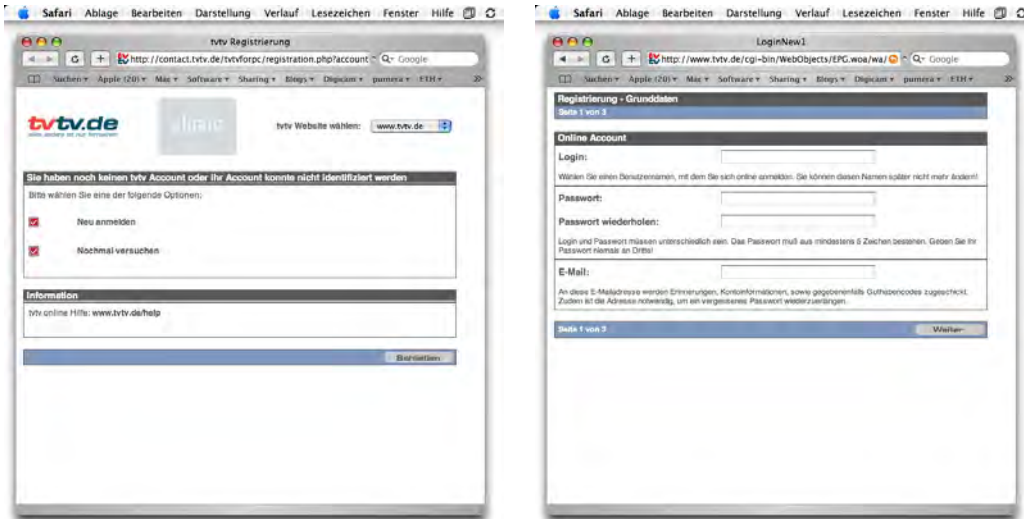 Safari Ablage Bearbeiten Darstellung Verlauf Lesezeichen Fenster Hilfe
tvtv Registrierung
http://contact.tvtv.de/tvtvforpc/registration.php?account
Q- Google
Suchen Apple (20) Mac Software Sharing Blogs Digicam pumera ETH
tvtv.de
tvtv Website wählen: www.tvtv.de
Sie haben noch keinen tvtv Account oder Ihr Account konnte nicht identifiziert werden
Bitte wählen Sie eine der folgende Optionen:
Neu anmelden
Nochmal versuchen
Information
tvtv online Hilfe: www.tvtv.de/help
Safari Ablage Bearbeiten Darstellung Verlauf Lesezeichen Fenster Hilfe
LoginNew1
http://www.tvtv.de/cgi-bin/WebObjects/EPG.woa/wa/
Q- Google
Suchen Apple (20) Mac Software Sharing Blogs Digicam pumera ETH
Registrierung - Grunddaten
Seite 1 von 3
Online Account
Login:
Wählen Sie einen Benutzernamen, mit dem Sie sich online anmelden. Sie können diesen Namen später nicht mehr ändern!
Passwort:
Passwort wiederholen:
Login und Passwort müssen unterschiedlich sein. Das Passwort muß aus mindestens 6 Zeichen bestehen. Geben Sie Ihr
Passwort niemals an Dritte!
E-Mail:
An diese E-Mailadresse werden Erinnerungen, Kontoinformationen, sowie gegebenenfalls Guthabencodes zugeschickt.
Zudem ist die Adresse notwendig, um ein vergessenes Passwort wiederzuerlangen.
Seite 1 von 3
Weiter